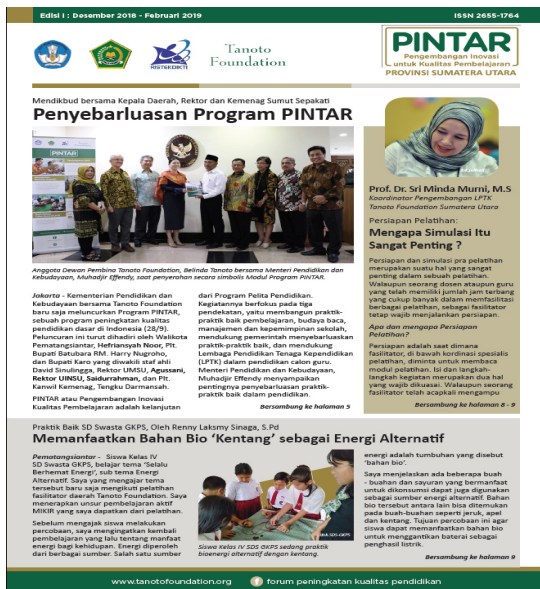 Edisi I : Desember 2018 - Februari 2019
ISSN 2655-1764
RISTEKDIKTI
Tanoto
Foundation
PINTAR
Pengembangan Inovasi
untuk Kualitas Pembelajaran
PROVINSI SUMATERA UTARA
Mendikbud bersama Kepala Daerah, Rektor dan Kemenag Sumut Sepakati
Penyebarluasan Program PINTAR
PINTAR
Anggota Dewan Pembina Tanoto Foundation, Belinda Tanoto bersama Menteri Pendidikan dan
Kebudayaan, Muhadjir Effendy, saat penyerahan secara simbolis Modul Program PINTAR.
Jakarta - Kementerian Pendidikan dan
Kebudayaan bersama Tanoto Foundation
baru saja meluncurkan Program PINTAR,
sebuah program peningkatan kualitas
pendidikan dasar di Indonesia (28/9).
Peluncuran ini turut dihadiri oleh Walikota
Pematangsiantar, Hefriansyah Noor, Plt.
Bupati Batubara RM. Harry Nugroho,
dan Bupati Karo yang diwakili staf ahli
David Sinulingga, Rektor UMSU, Agussani,
Rektor UINSU, Saidurrahman, dan Plt.
Kanwil Kemenag, Tengku Darmansah.
PINTAR atau Pengembangan Inovasi
Kualitas Pembelajaran adalah kelanjutan
dari Program Pelita Pendidikan.
Kegiatannya berfokus pada tiga
pendekatan, yaitu membangun praktik-
praktik baik pembelajaran, budaya baca,
manajemen dan kepemimpinan sekolah,
mendukung pemerintah menyebarluaskan
praktik-praktik baik, dan mendukung
Lembaga Pendidikan Tenaga Kependidikan
(LPTK) dalam pendidikan calon guru.
Menteri Pendidikan dan Kebudayaan,
Muhadjir Effendy menyampaikan
pentingnya penyebarluasan praktik-
praktik baik dalam pendidikan.
Bersambung ke halaman 5
Prof. Dr. Sri Minda Murni, M.S
Koordinator Pengembangan LPTK
Tanoto Foundation Sumatera Utara
Persiapan Pelatihan:
Mengapa Simulasi Itu
Sangat Penting ?
Persiapan dan simulasi pra pelatihan
merupakan suatu hal yang sangat
penting dalam sebuah pelatihan.
Walaupun seorang dosen ataupun guru
yang telah memiliki jumlah jam terbang
yang cukup banyak dalam memfasilitasi
berbagai pelatihan, sebagai fasilitator
tetap wajib menjalankan persiapan.
Apa dan mengapa Persiapan
Pelatihan?
Persiapan adalah saat dimana
fasilitator, di bawah kordinasi spesialis
pelatihan, diminta untuk membaca
modul pelatihan. Isi dan langkah-
langkah kegiatan merupakan dua hal
yang wajib dikuasai. Walaupun seorang
fasilitator telah acapkali mengampu
Bersambung ke halaman 8 - 9
Praktik Baik SD Swasta GKPS, Oleh Renny Laksmy Sinaga, S.Pd
Memanfaatkan Bahan Bio ‘Kentang’ sebagai Energi Alternatif
Pematangsiantar - Siswa Kelas IV
SD Swasta GKPS, belajar tema ‘Selalu
Berhemat Energi’, sub tema Energi
Alternatif. Saya yang mengajar tema
tersebut baru saja mengikuti pelatihan
fasilitator daerah Tanoto Foundation. Saya
menerapkan unsur pembelajaran aktif
MIKIR yang saya dapatkan dari pelatihan.
Sebelum mengajak siswa melakukan
percobaan, saya mengingatkan kembali
pembelajaran yang lalu tentang manfaat
energi bagi kehidupan. Energi diperoleh
dari berbagai sumber. Salah satu sumber
Siswa Kelas IV SDS GKPS sedang praktik
bioenergi alternatif dengan kentang.
energi adalah tumbuhan yang disebut
‘bahan bio’.
Saya menjelaskan ada beberapa buah
- buahan dan sayuran yang bermanfaat
untuk dikonsumsi dapat juga digunakan
sebagai sumber energi alternatif. Bahan
bio tersebut antara lain bisa ditemukan
pada buah-buahan seperti jeruk, apel
dan kentang. Tujuan percobaan ini agar
siswa dapat memanfaatkan bahan bio
untuk menggantikan baterai sebagai
penghasil listrik.
Bersambung ke halaman 9
www.tanotofoundation.org
forum peningkatan kualitas pendidikan